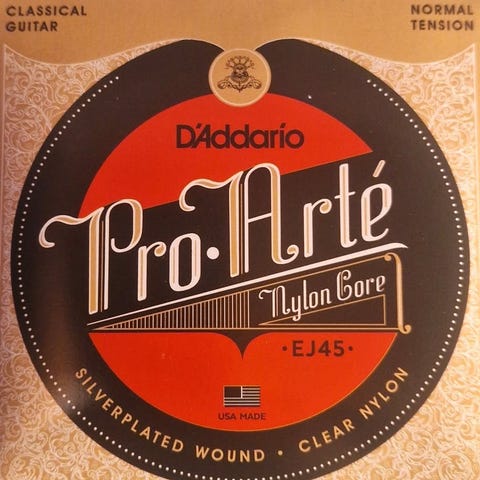 CLASSICAL
GUITAR
NORMAL
TENSION
D'Addario
Pro·Arté
Nylon Core
·EJ45·
USA MADE
SILVERPLATED WOUND · CLEAR NYLON